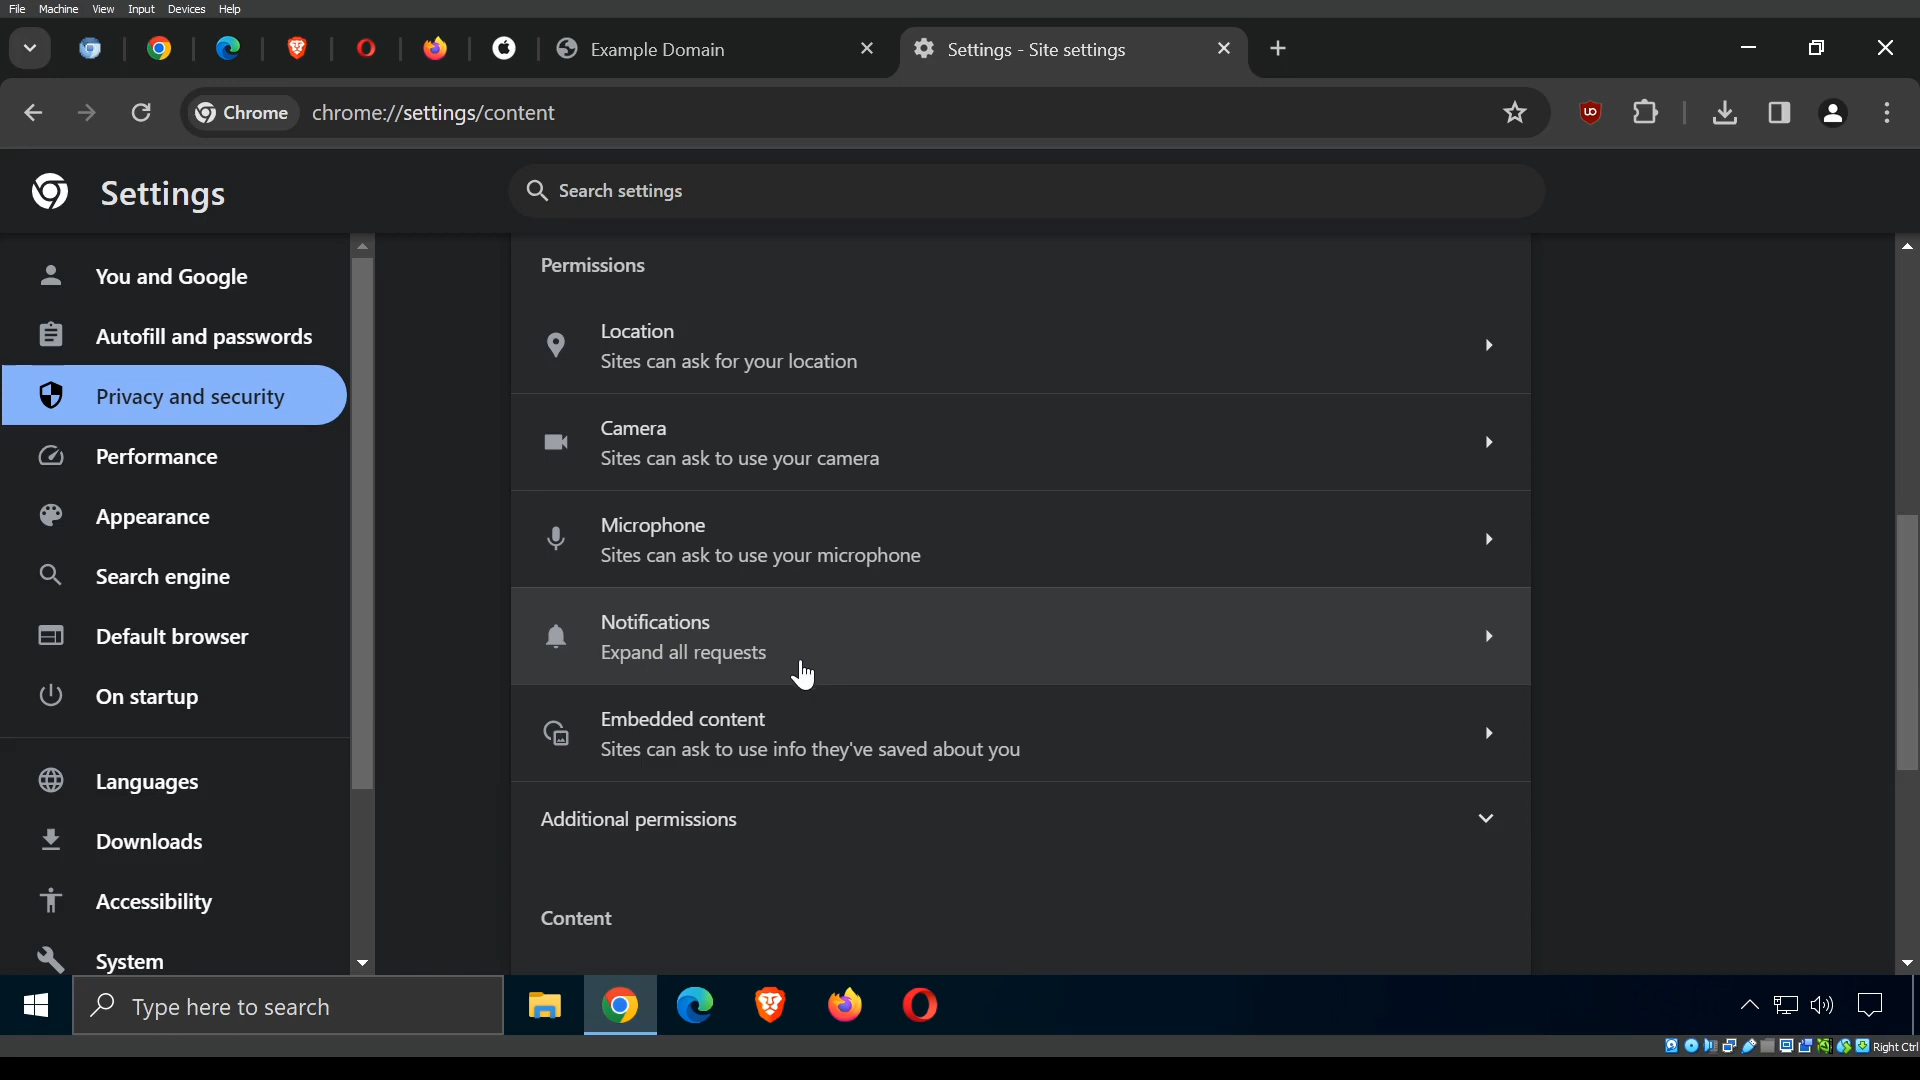 File Machine View Input Devices Help
Example Domain
Settings - Site settings
Chrome
chrome://settings/content
uD
Settings
Search settings
You and Google
Autofill and passwords
Privacy and security
Performance
Appearance
Search engine
Default browser
On startup
Languages
Downloads
Accessibility
System
Permissions
Location
Sites can ask for your location
Camera
Sites can ask to use your camera
Microphone
Sites can ask to use your microphone
Notifications
Expand all requests
Embedded content
Sites can ask to use info they've saved about you
Additional permissions
Content
Type here to search
Right Ctrl